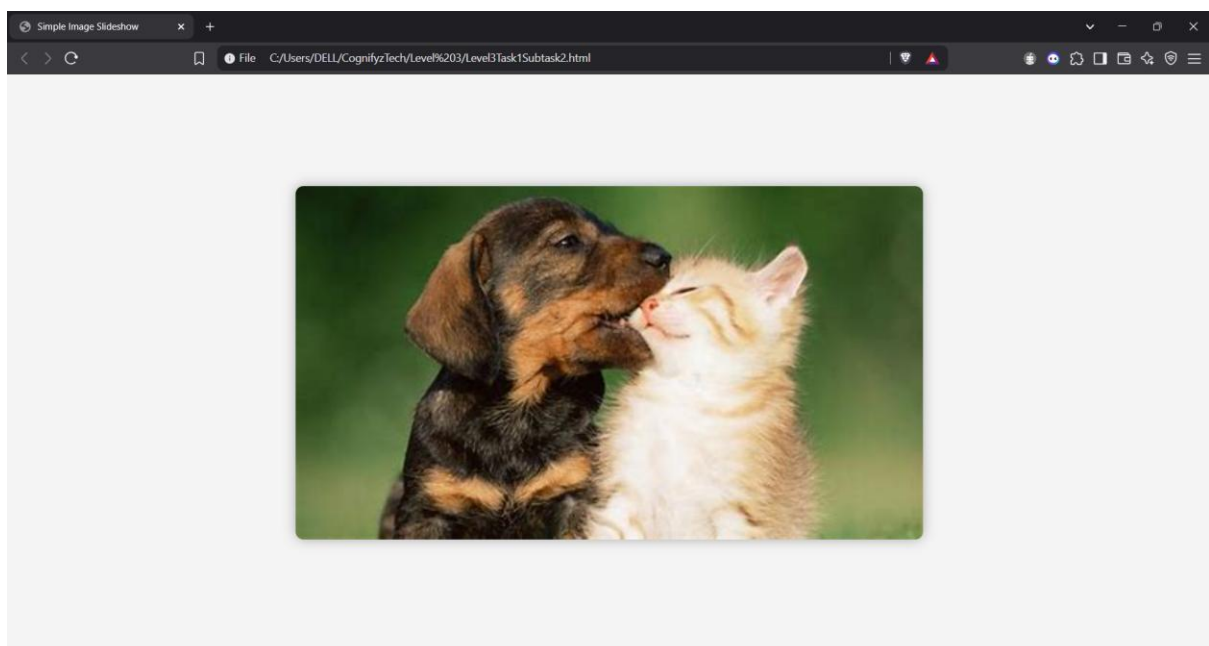 Simple Image Slideshow
File C:/Users/DELL/CognifyzTech/Level%203/Level3Task1Subtask2.html